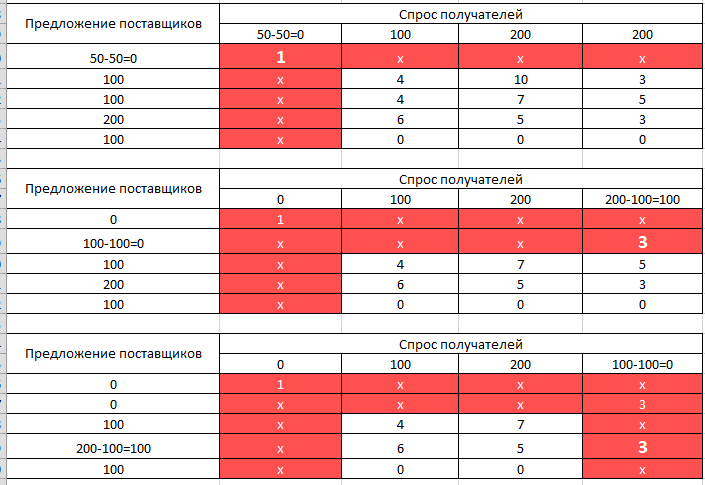 Предложение поставщиков Спрос получателей
50-50=0 100 200 200
50-50=0 1 x x x
100 x 4 10 3
100 x 4 7 5
200 x 6 5 3
100 x 0 0 0
Предложение поставщиков Спрос получателей
0 100 200 200-100=100
0 1 x x x
100-100=0 x x x 3
100 x 4 7 5
200 x 6 5 3
100 x 0 0 0
Предложение поставщиков Спрос получателей
0 100 200 100-100=0
0 1 x x x
0 x x x 3
100 x 4 7 x
200-100=100 x 6 5 3
100 x 0 0 x